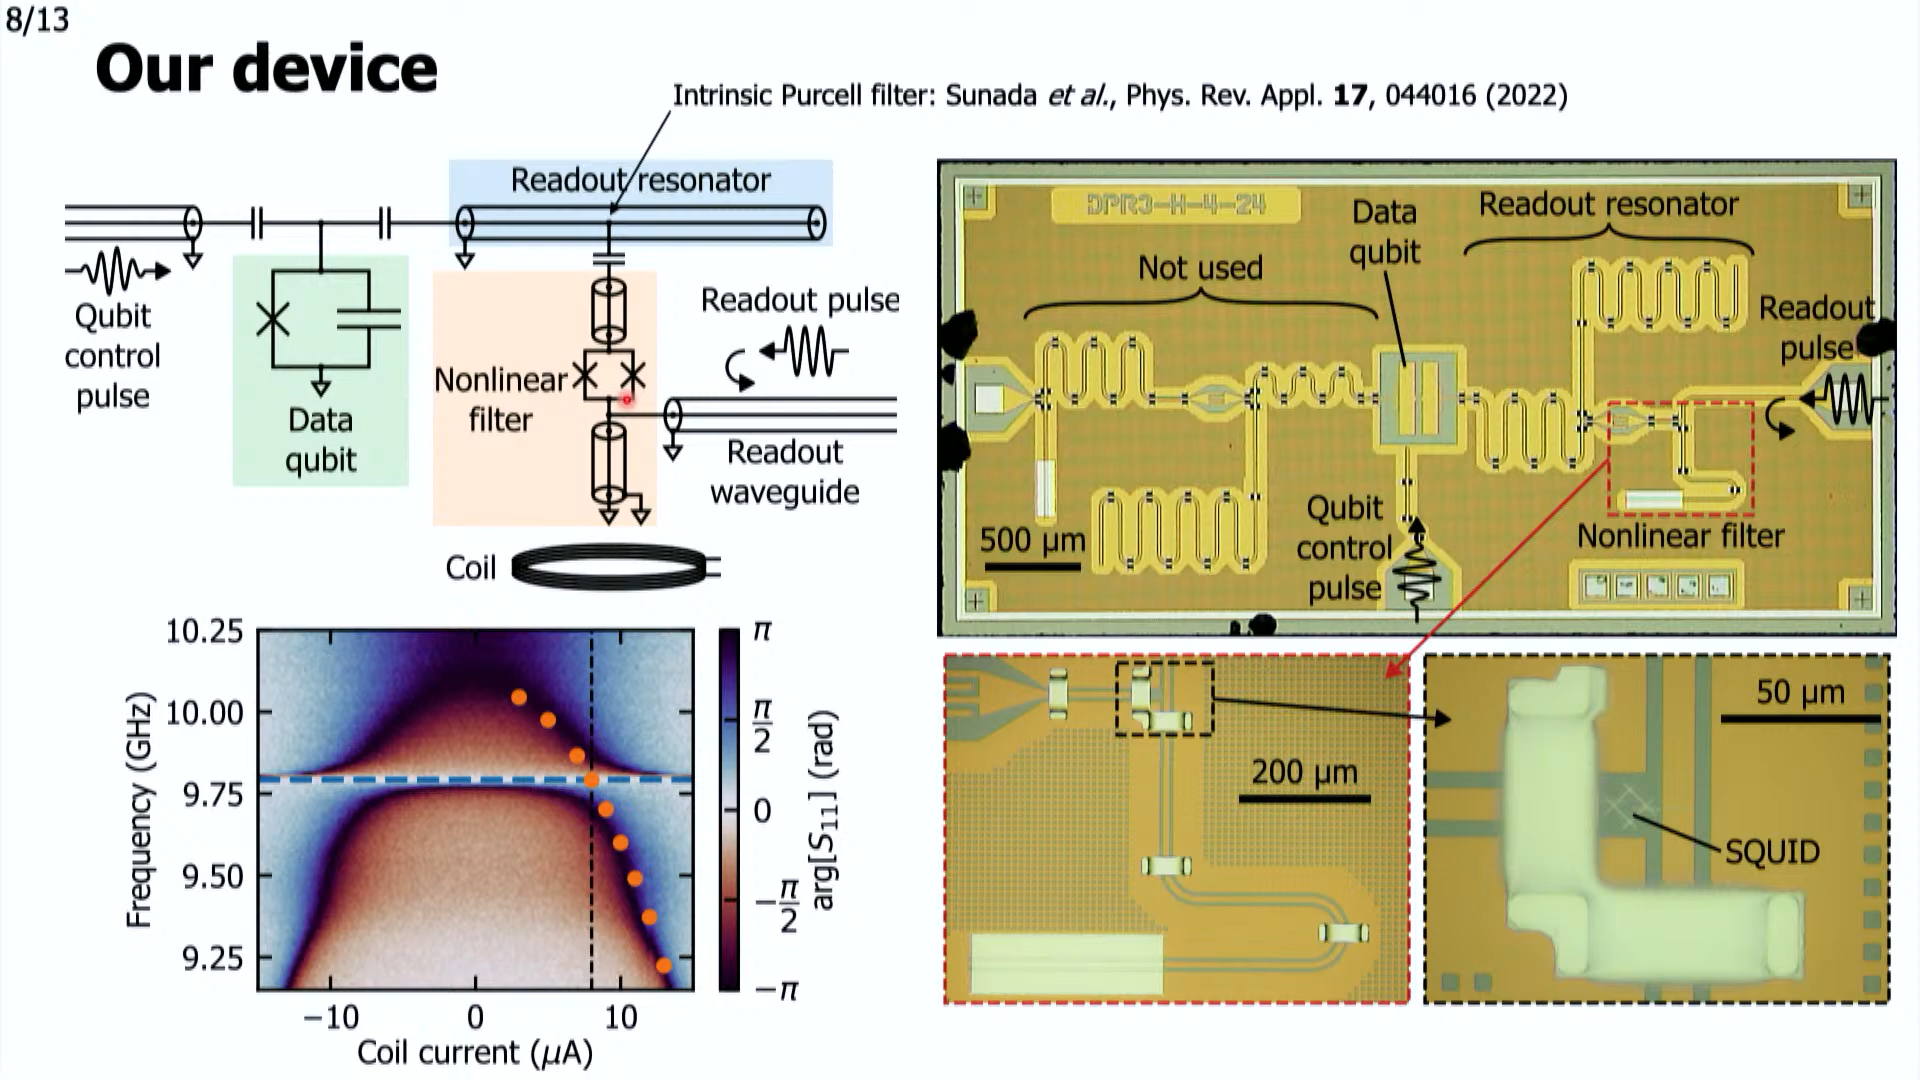 8/13
Our device
Intrinsic Purcell filter: Sunada et al., Phys. Rev. Appl. 17, 044016 (2022)
Readout resonator
Qubit
control
pulse
Data
qubit
Nonlinear
filter
Readout pulse
Readout
waveguide
Coil
10.25
10.00
9.75
9.50
9.25
Frequency (GHz)
−10
0
10
Coil current (μA)
π
π/2
0
−π/2
−π
arg[S₁₁] (rad)
DPR3-H-4-24
Not used
Data
qubit
Readout resonator
Readout
pulse
500 μm
Qubit
control
pulse
Nonlinear filter
200 μm
50 μm
SQUID